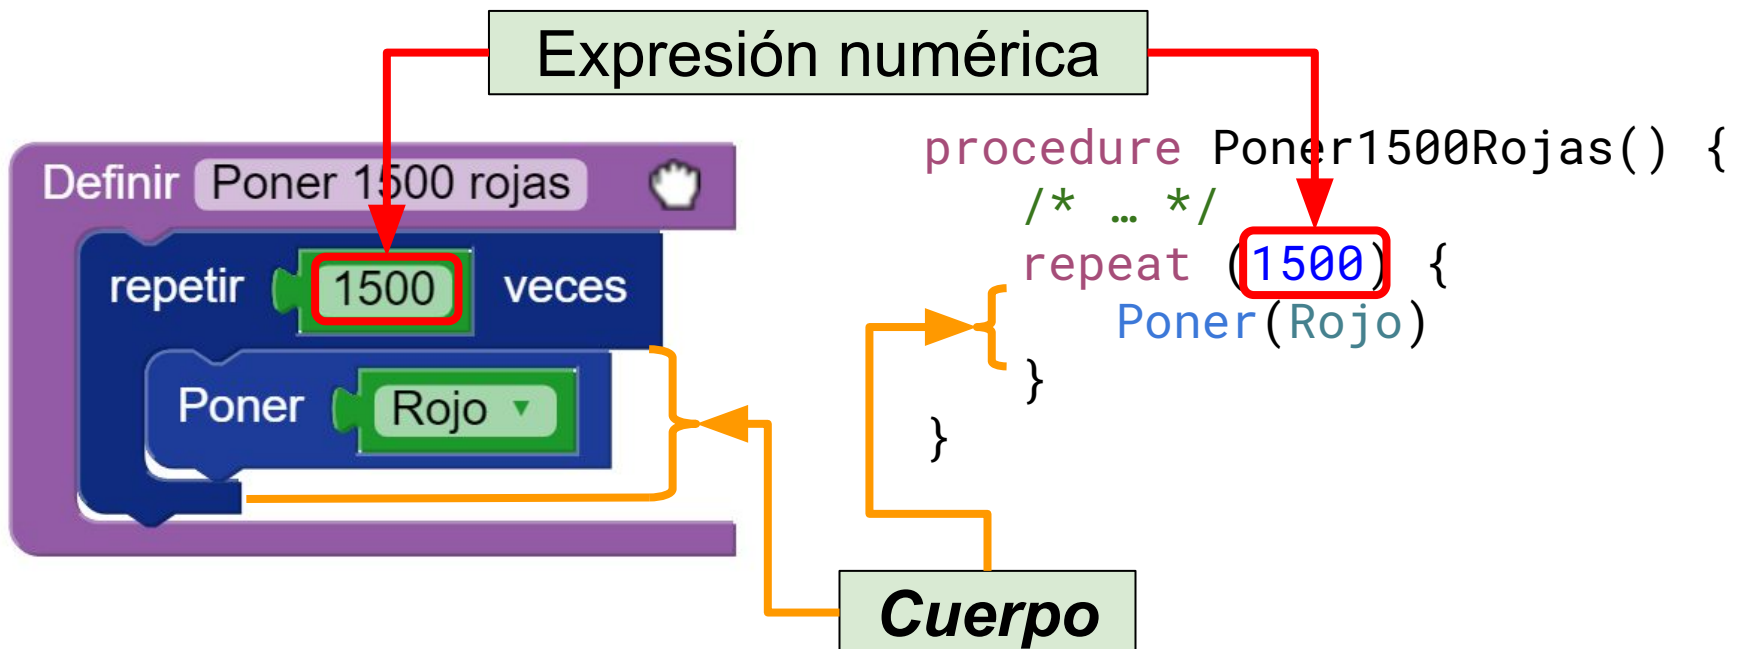 Expresión numérica
Definir Poner 1500 rojas
repetir 1500 veces
Poner Rojo ▼
procedure Poner1500Rojas() {
/* … */
repeat (1500) {
Poner(Rojo)
}
}
Cuerpo